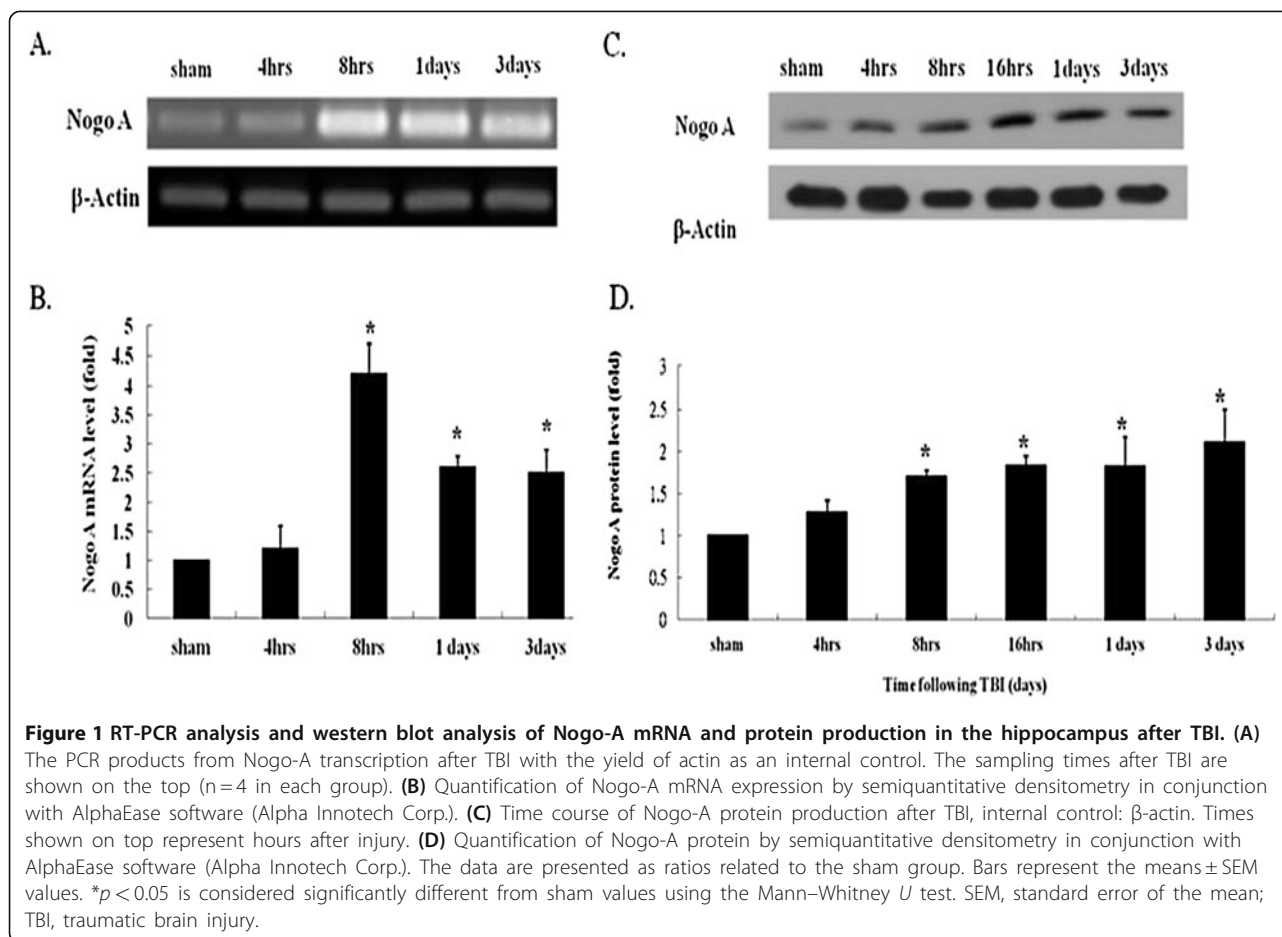 A.
sham 4hrs 8hrs 1days 3days
Nogo A
β-Actin
C.
sham 4hrs 8hrs 16hrs 1days 3days
Nogo A
β-Actin
B.
Nogo A mRNA level (fold)
5
4.5
4
3.5
3
2.5
2
1.5
1
0.5
0
*
*
*
sham 4hrs 8hrs 1 days 3days
D.
Nogo A protein level (fold)
3
2.5
2
1.5
1
0.5
0
*
*
*
*
sham 4hrs 8hrs 16hrs 1 days 3 days
Time following TBI (days)
Figure 1 RT-PCR analysis and western blot analysis of Nogo-A mRNA and protein production in the hippocampus after TBI. (A)
The PCR products from Nogo-A transcription after TBI with the yield of actin as an internal control. The sampling times after TBI are
shown on the top (n = 4 in each group). (B) Quantification of Nogo-A mRNA expression by semiquantitative densitometry in conjunction
with AlphaEase software (Alpha Innotech Corp.). (C) Time course of Nogo-A protein production after TBI, internal control: β-actin. Times
shown on top represent hours after injury. (D) Quantification of Nogo-A protein by semiquantitative densitometry in conjunction with
AlphaEase software (Alpha Innotech Corp.). The data are presented as ratios related to the sham group. Bars represent the means ± SEM
values. *p < 0.05 is considered significantly different from sham values using the Mann–Whitney U test. SEM, standard error of the mean;
TBI, traumatic brain injury.